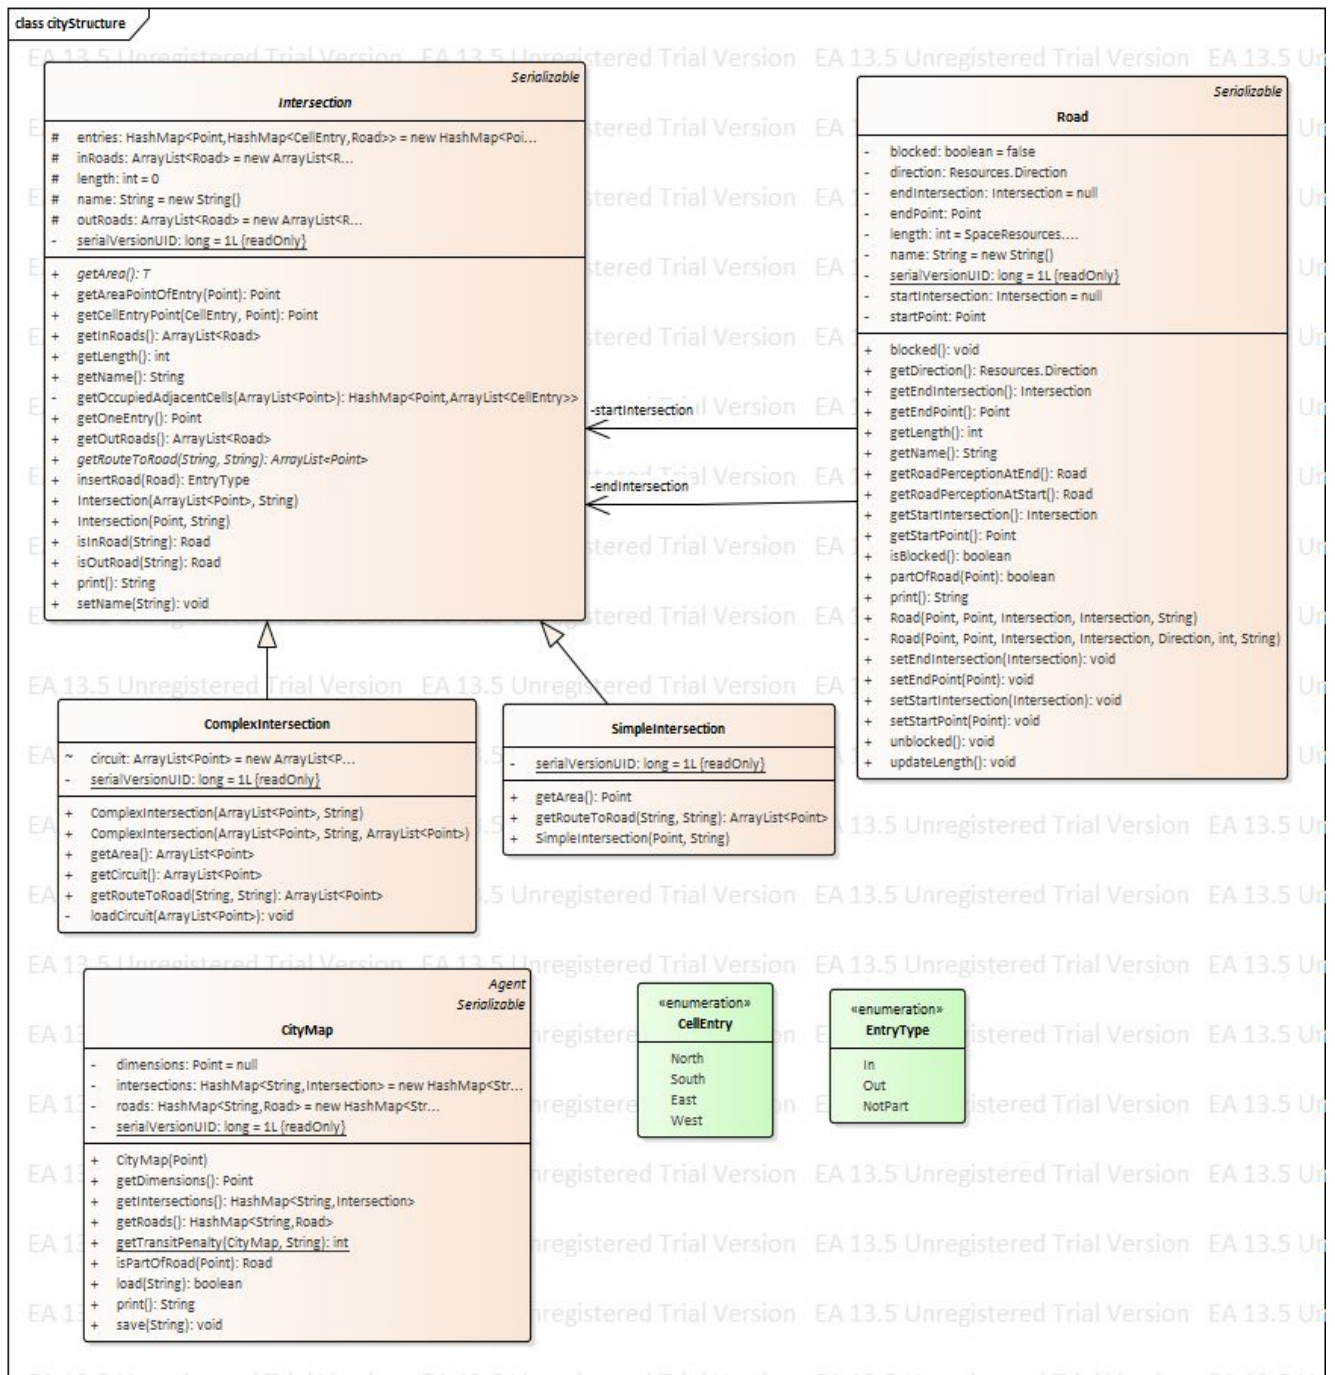 class cityStructure
Serializable
Intersection
# entries: HashMap<Point,HashMap<CellEntry,Road>> = new HashMap<Poi...
# inRoads: ArrayList<Road> = new ArrayList<R...
# length: int = 0
# name: String = new String()
# outRoads: ArrayList<Road> = new ArrayList<R...
- serialVersionUID: long = 1L {readOnly}
+ getArea(): T
+ getAreaPointOfEntry(Point): Point
+ getCellEntryPoint(CellEntry, Point): Point
+ getInRoads(): ArrayList<Road>
+ getLength(): int
+ getName(): String
- getOccupiedAdjacentCells(ArrayList<Point>): HashMap<Point,ArrayList<CellEntry>>
+ getOneEntry(): Point
+ getOutRoads(): ArrayList<Road>
+ getRouteToRoad(String, String): ArrayList<Point>
+ insertRoad(Road): EntryType
+ Intersection(ArrayList<Point>, String)
+ Intersection(Point, String)
+ isInRoad(String): Road
+ isOutRoad(String): Road
+ print(): String
+ setName(String): void
-startIntersection
-endIntersection
Serializable
Road
- blocked: boolean = false
- direction: Resources.Direction
- endIntersection: Intersection = null
- endPoint: Point
- length: int = SpaceResources....
- name: String = new String()
- serialVersionUID: long = 1L {readOnly}
- startIntersection: Intersection = null
- startPoint: Point
+ blocked(): void
+ getDirection(): Resources.Direction
+ getEndIntersection(): Intersection
+ getEndPoint(): Point
+ getLength(): int
+ getName(): String
+ getRoadPerceptionAtEnd(): Road
+ getRoadPerceptionAtStart(): Road
+ getStartIntersection(): Intersection
+ getStartPoint(): Point
+ isBlocked(): boolean
+ partOfRoad(Point): boolean
+ print(): String
+ Road(Point, Point, Intersection, Intersection, String)
- Road(Point, Point, Intersection, Intersection, Direction, int, String)
+ setEndIntersection(Intersection): void
+ setEndPoint(Point): void
+ setStartIntersection(Intersection): void
+ setStartPoint(Point): void
+ unblocked(): void
+ updateLength(): void
ComplexIntersection
~ circuit: ArrayList<Point> = new ArrayList<P...
- serialVersionUID: long = 1L {readOnly}
+ ComplexIntersection(ArrayList<Point>, String)
+ ComplexIntersection(ArrayList<Point>, String, ArrayList<Point>)
+ getArea(): ArrayList<Point>
+ getCircuit(): ArrayList<Point>
+ getRouteToRoad(String, String): ArrayList<Point>
- loadCircuit(ArrayList<Point>): void
SimpleIntersection
- serialVersionUID: long = 1L {readOnly}
+ getArea(): Point
+ getRouteToRoad(String, String): ArrayList<Point>
+ SimpleIntersection(Point, String)
Agent
Serializable
CityMap
- dimensions: Point = null
- intersections: HashMap<String,Intersection> = new HashMap<Str...
- roads: HashMap<String,Road> = new HashMap<Str...
- serialVersionUID: long = 1L {readOnly}
+ CityMap(Point)
+ getDimensions(): Point
+ getIntersections(): HashMap<String,Intersection>
+ getRoads(): HashMap<String,Road>
+ getTransitPenalty(CityMap, String): int
+ isPartOfRoad(Point): Road
+ load(String): boolean
+ print(): String
+ save(String): void
«enumeration»
CellEntry
North
South
East
West
«enumeration»
EntryType
In
Out
NotPart
EA 13.5 Unregistered Trial Version